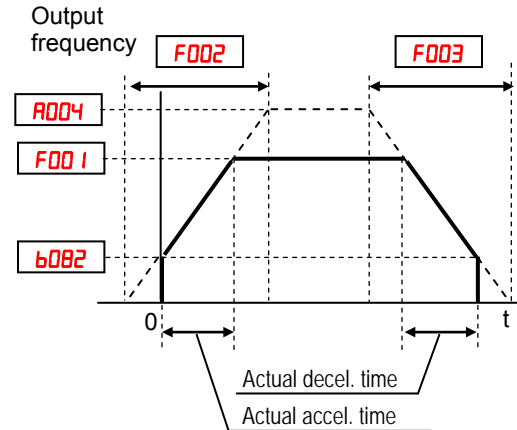 Output
frequency
F002
F003
A004
F001
b082
0
t
Actual decel. time
Actual accel. time